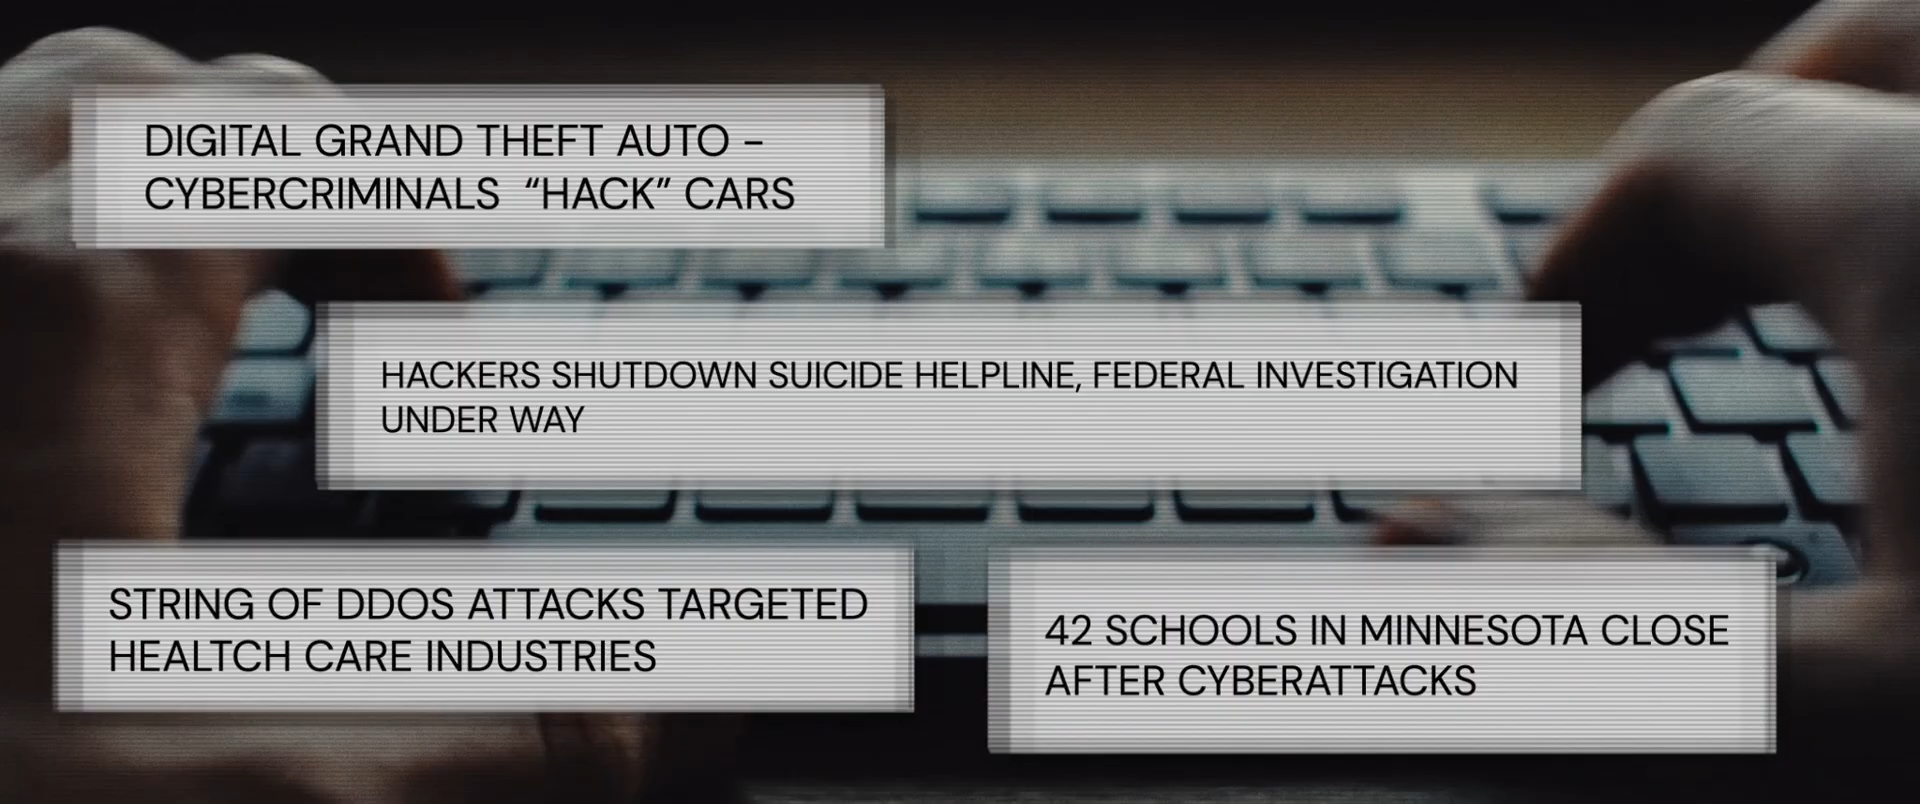 DIGITAL GRAND THEFT AUTO –
CYBERCRIMINALS “HACK” CARS
HACKERS SHUTDOWN SUICIDE HELPLINE, FEDERAL INVESTIGATION
UNDER WAY
STRING OF DDOS ATTACKS TARGETED
HEALTCH CARE INDUSTRIES
42 SCHOOLS IN MINNESOTA CLOSE
AFTER CYBERATTACKS